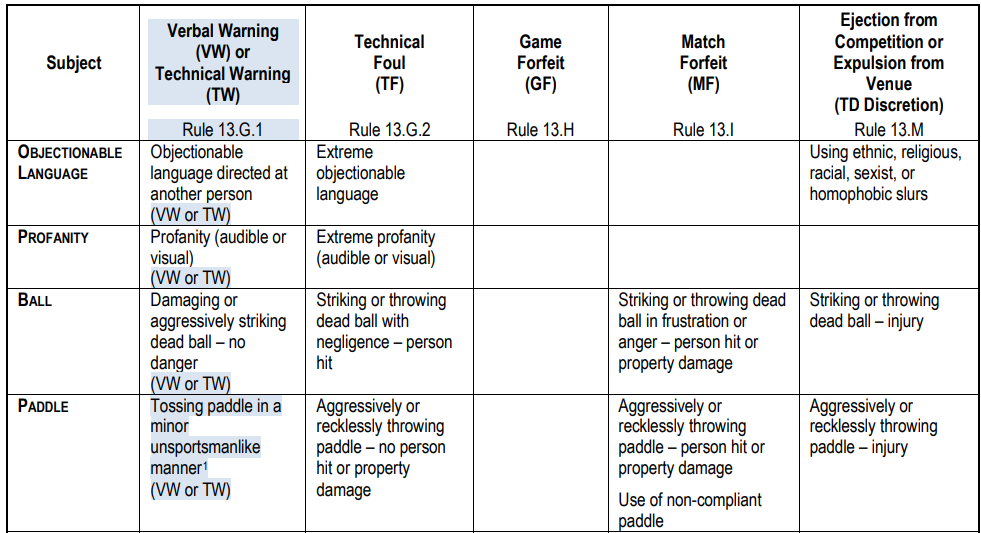 Subject
Verbal Warning
(VW) or
Technical Warning
(TW)
Rule 13.G.1
Technical
Foul
(TF)
Rule 13.G.2
Game
Forfeit
(GF)
Rule 13.H
Match
Forfeit
(MF)
Rule 13.I
Ejection from
Competition or
Expulsion from
Venue
(TD Discretion)
Rule 13.M
OBJECTIONABLE
LANGUAGE
Objectionable
language directed at
another person
(VW or TW)
Extreme
objectionable
language
Using ethnic, religious,
racial, sexist, or
homophobic slurs
PROFANITY
Profanity (audible or
visual)
(VW or TW)
Extreme profanity
(audible or visual)
BALL
Damaging or
aggressively striking
dead ball – no
danger
(VW or TW)
Striking or throwing
dead ball with
negligence – person
hit
Striking or throwing dead
ball in frustration or
anger – person hit or
property damage
Striking or throwing
dead ball – injury
PADDLE
Tossing paddle in a
minor
unsportsmanlike
manner¹
(VW or TW)
Aggressively or
recklessly throwing
paddle – no person
hit or property
damage
Aggressively or
recklessly throwing
paddle – person hit or
property damage
Use of non-compliant
paddle
Aggressively or
recklessly throwing
paddle – injury